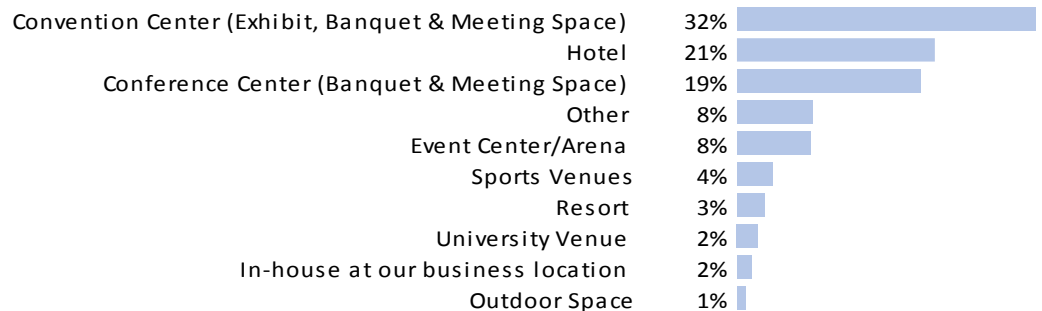 Convention Center (Exhibit, Banquet & Meeting Space) 32%
Hotel 21%
Conference Center (Banquet & Meeting Space) 19%
Other 8%
Event Center/Arena 8%
Sports Venues 4%
Resort 3%
University Venue 2%
In-house at our business location 2%
Outdoor Space 1%